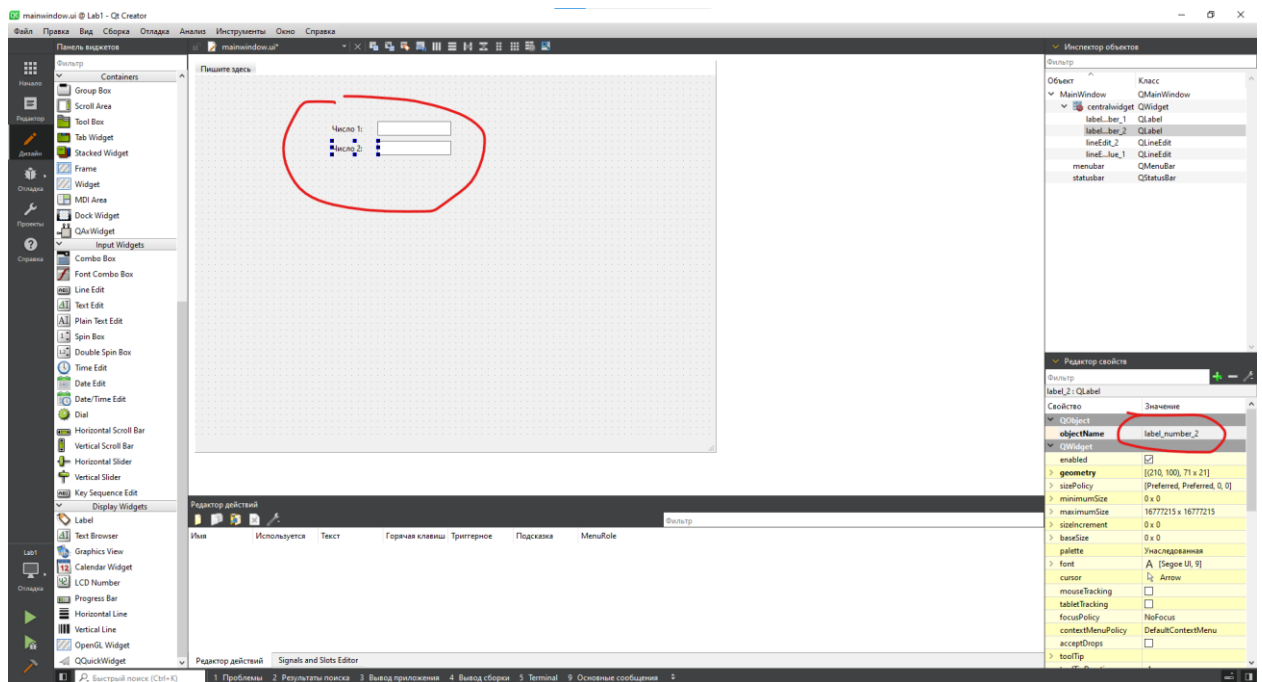 mainwindow.ui @ Lab1 - Qt Creator
Файл Правка Вид Сборка Отладка Анализ Инструменты Окно Справка
Панель виджетов
mainwindow.ui*
Начало
Редактор
Дизайн
Отладка
Проекты
Справка
Lab1
Отладка
Фильтр
Containers
Group Box
Scroll Area
Tool Box
Tab Widget
Stacked Widget
Frame
Widget
MDI Area
Dock Widget
QAxWidget
Input Widgets
Combo Box
Font Combo Box
Line Edit
Text Edit
Plain Text Edit
Spin Box
Double Spin Box
Time Edit
Date Edit
Date/Time Edit
Dial
Horizontal Scroll Bar
Vertical Scroll Bar
Horizontal Slider
Vertical Slider
Key Sequence Edit
Display Widgets
Label
Text Browser
Graphics View
Calendar Widget
LCD Number
Progress Bar
Horizontal Line
Vertical Line
OpenGL Widget
QQuickWidget
Пишите здесь
Число 1:
Число 2:
Редактор действий
Фильтр
Имя Используется Текст Горячая клавиш Триггерное Подсказка MenuRole
Редактор действий Signals and Slots Editor
Инспектор объектов
Фильтр
Объект Класс
MainWindow QMainWindow
centralwidget QWidget
label...ber_1 QLabel
label...ber_2 QLabel
lineEdit_2 QLineEdit
lineE...lue_1 QLineEdit
menubar QMenuBar
statusbar QStatusBar
Редактор свойств
Фильтр
label_2 : QLabel
Свойство Значение
QObject
objectName label_number_2
QWidget
enabled
geometry [(210, 100), 71 x 21]
sizePolicy [Preferred, Preferred, 0, 0]
minimumSize 0 x 0
maximumSize 16777215 x 16777215
sizeIncrement 0 x 0
baseSize 0 x 0
palette Унаследованная
font A [Segoe UI, 9]
cursor Arrow
mouseTracking
tabletTracking
focusPolicy NoFocus
contextMenuPolicy DefaultContextMenu
acceptDrops
toolTip
Быстрый поиск (Ctrl+K) 1 Проблемы 2 Результаты поиска 3 Вывод приложения 4 Вывод сборки 5 Terminal 9 Основные сообщения